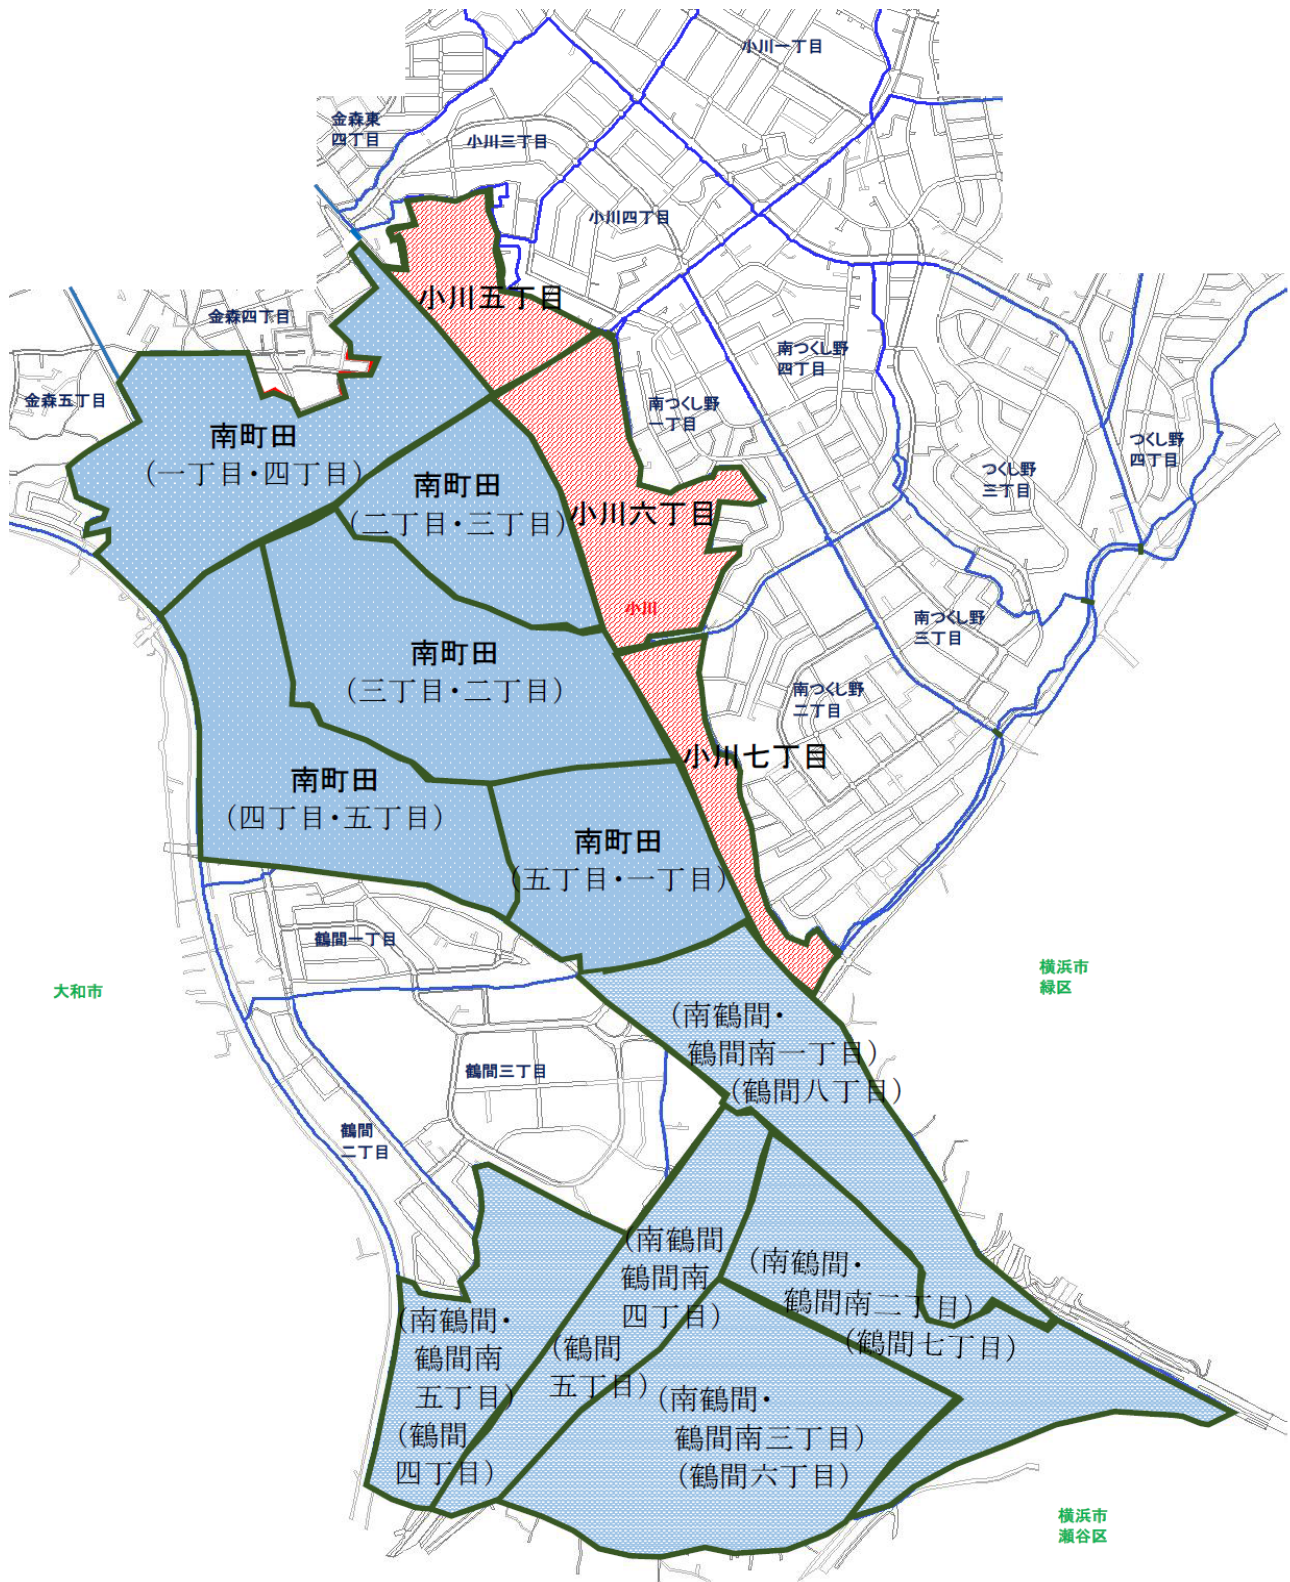 小川一丁目
金森東
四丁目
小川三丁目
小川四丁目
小川五丁目
金森四丁目
南つくし野
四丁目
金森五丁目
南つくし野
一丁目
南町田
(一丁目・四丁目)
つくし野
四丁目
つくし野
三丁目
南町田
(二丁目・三丁目)
小川六丁目
小川
南つくし野
三丁目
南町田
(三丁目・二丁目)
南つくし野
二丁目
小川七丁目
南町田
(四丁目・五丁目)
南町田
(五丁目・一丁目)
鶴間一丁目
大和市
横浜市
緑区
(南鶴間・
鶴間南一丁目)
(鶴間八丁目)
鶴間三丁目
鶴間
二丁目
(南鶴間
鶴間南
四丁目)
(鶴間
五丁目)
(南鶴間・
鶴間南二丁目)
(鶴間七丁目)
(南鶴間・
鶴間南
五丁目)
(鶴間
四丁目)
(南鶴間・
鶴間南三丁目)
(鶴間六丁目)
横浜市
瀬谷区